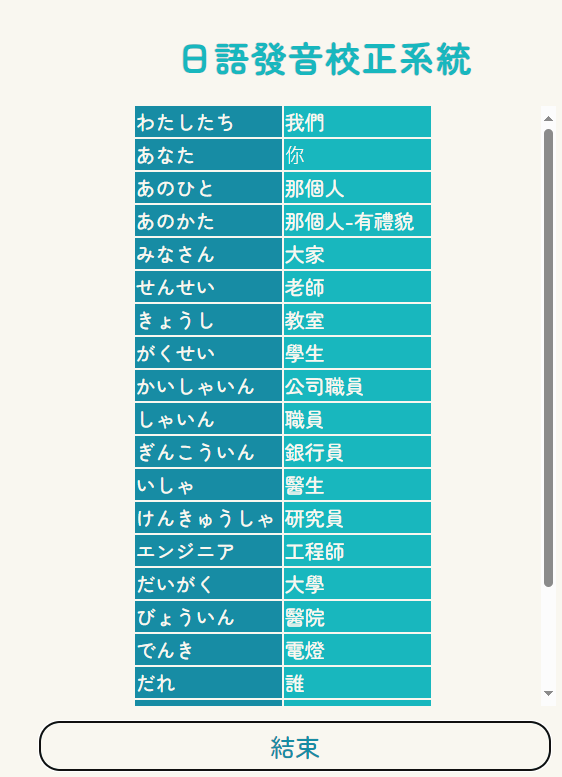 日語發音校正系統
わたしたち 我們
あなた 你
あのひと 那個人
あのかた 那個人-有禮貌
みなさん 大家
せんせい 老師
きょうし 教室
がくせい 學生
かいしゃいん 公司職員
しゃいん 職員
ぎんこういん 銀行員
いしゃ 醫生
けんきゅうしゃ 研究員
エンジニア 工程師
だいがく 大學
びょういん 醫院
でんき 電燈
だれ 誰
結束